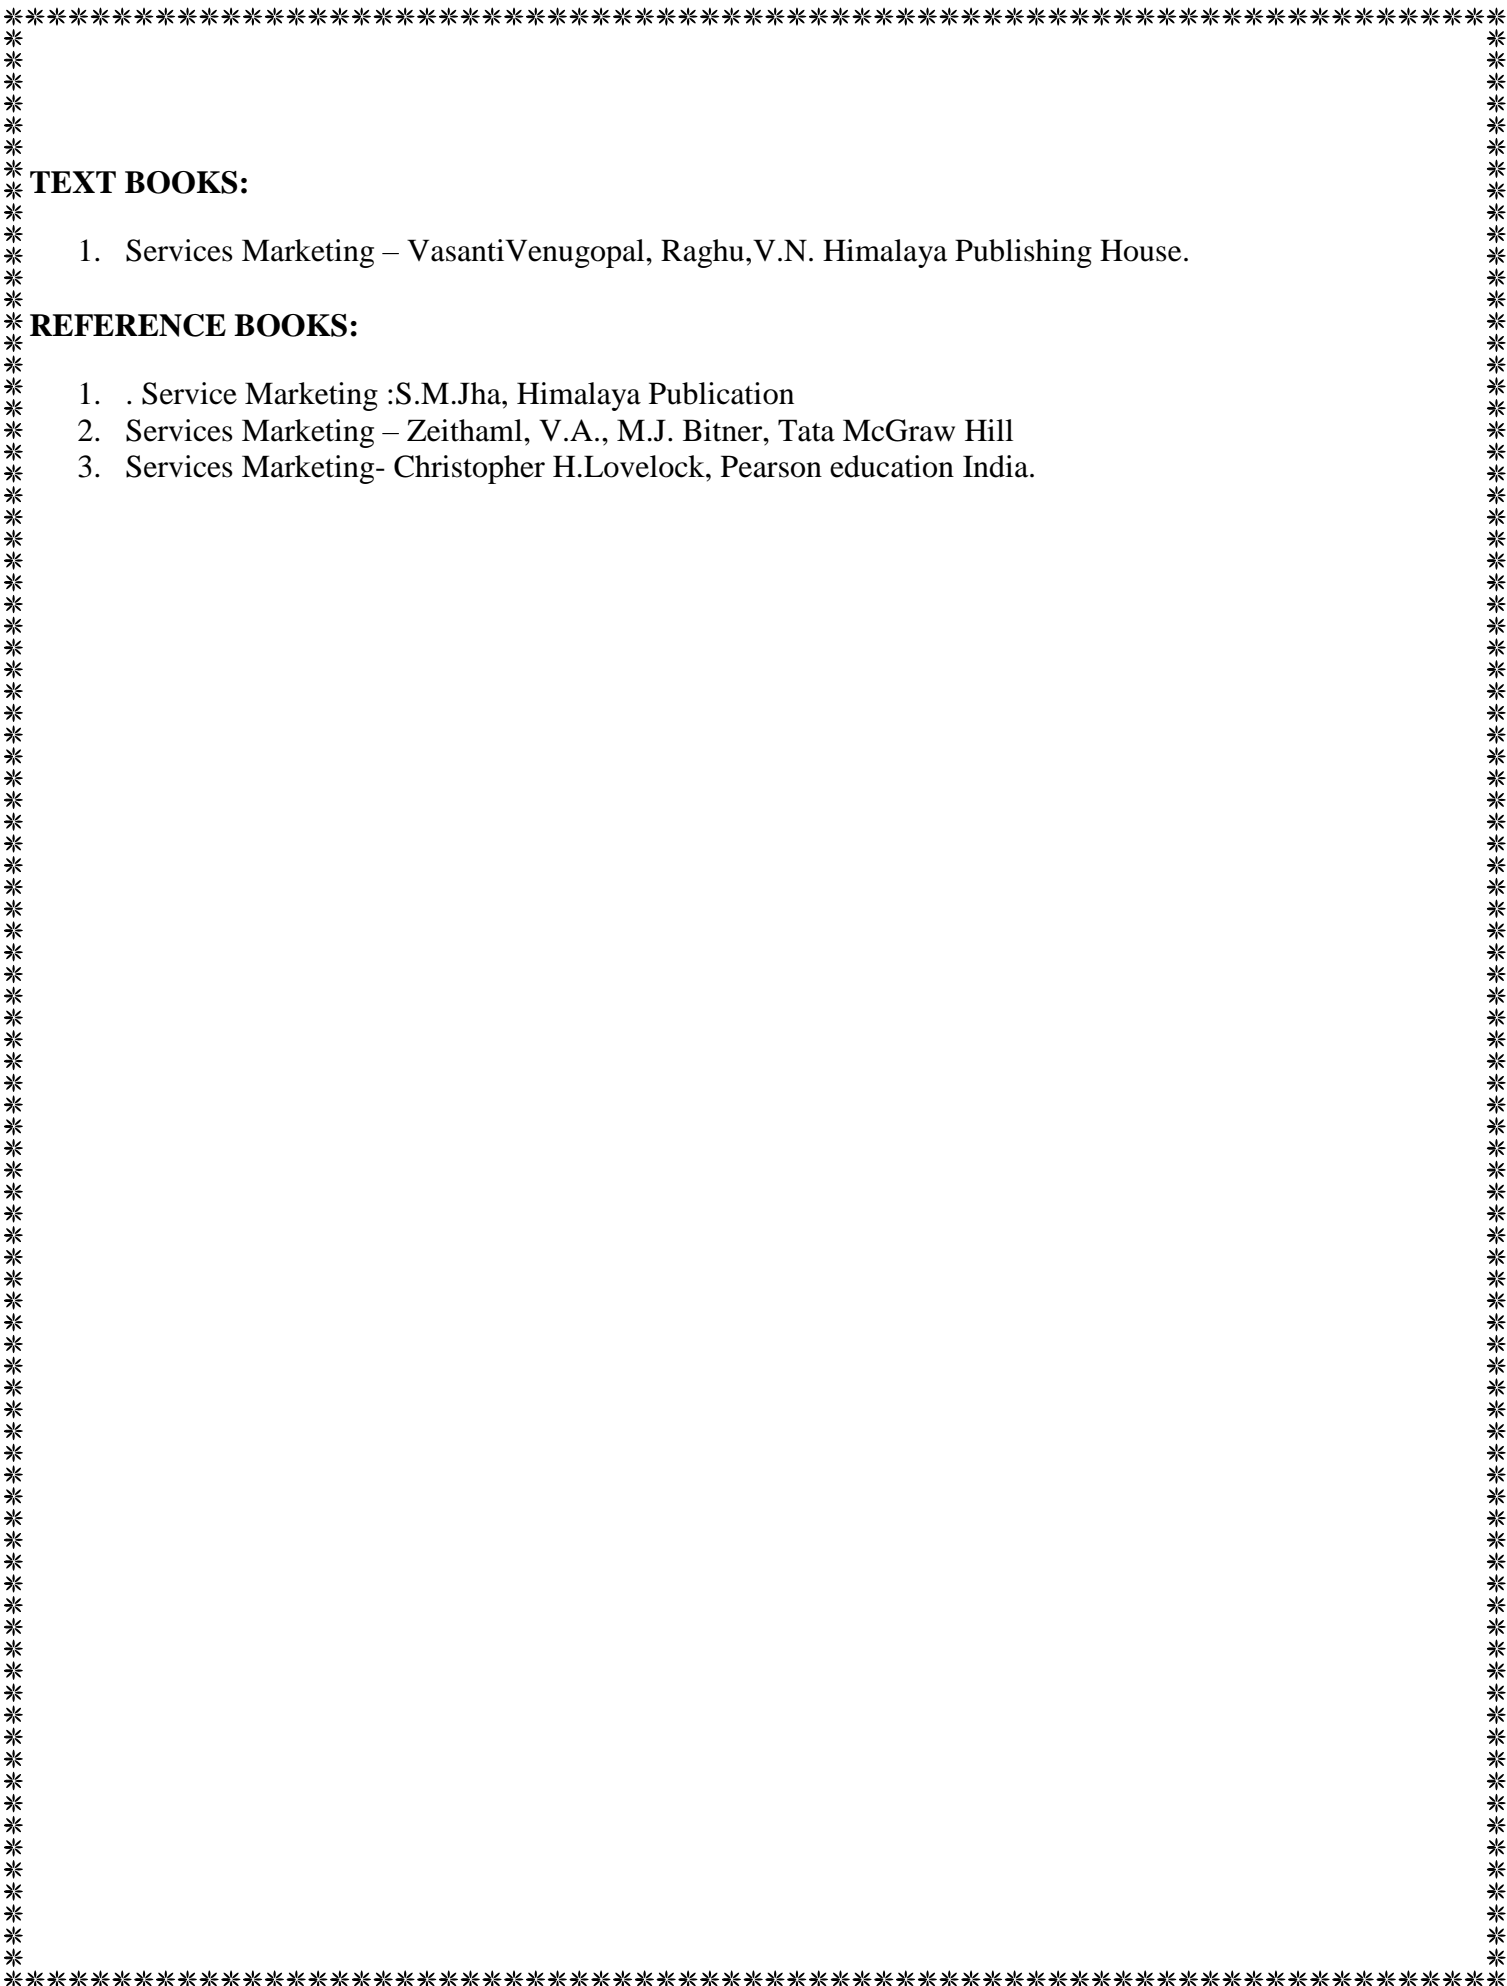 TEXT BOOKS:
1. Services Marketing – VasantiVenugopal, Raghu,V.N. Himalaya Publishing House.
REFERENCE BOOKS:
1. . Service Marketing :S.M.Jha, Himalaya Publication
2. Services Marketing – Zeithaml, V.A., M.J. Bitner, Tata McGraw Hill
3. Services Marketing- Christopher H.Lovelock, Pearson education India.